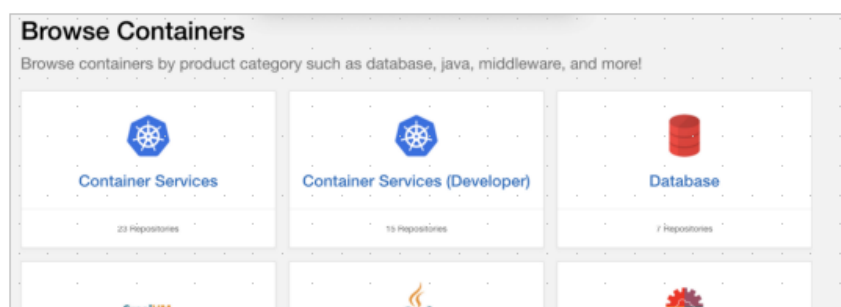 Browse Containers
Browse containers by product category such as database, java, middleware, and more!
Container Services
Container Services (Developer)
Database
23 Repositories
15 Repositories
7 Repositories